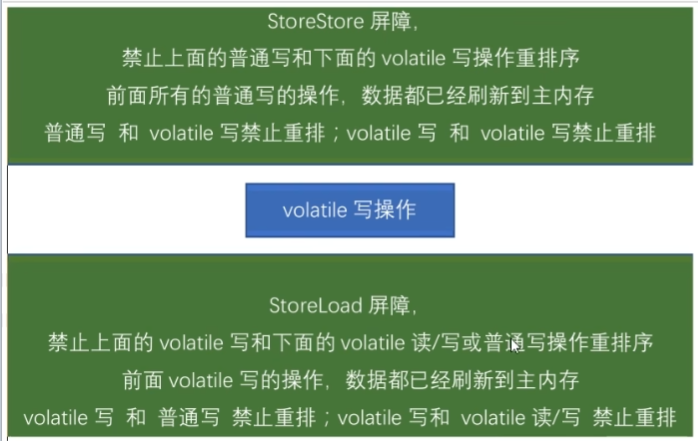 StoreStore 屏障，
禁止上面的普通写和下面的 volatile 写操作重排序
前面所有的普通写的操作，数据都已经刷新到主内存
普通写 和 volatile 写禁止重排；volatile 写 和 volatile 写禁止重排
volatile 写操作
StoreLoad 屏障，
禁止上面的 volatile 写和下面的 volatile 读/写或普通写操作重排序
前面 volatile 写的操作，数据都已经刷新到主内存
volatile 写 和 普通写 禁止重排；volatile 写和 volatile 读/写 禁止重排